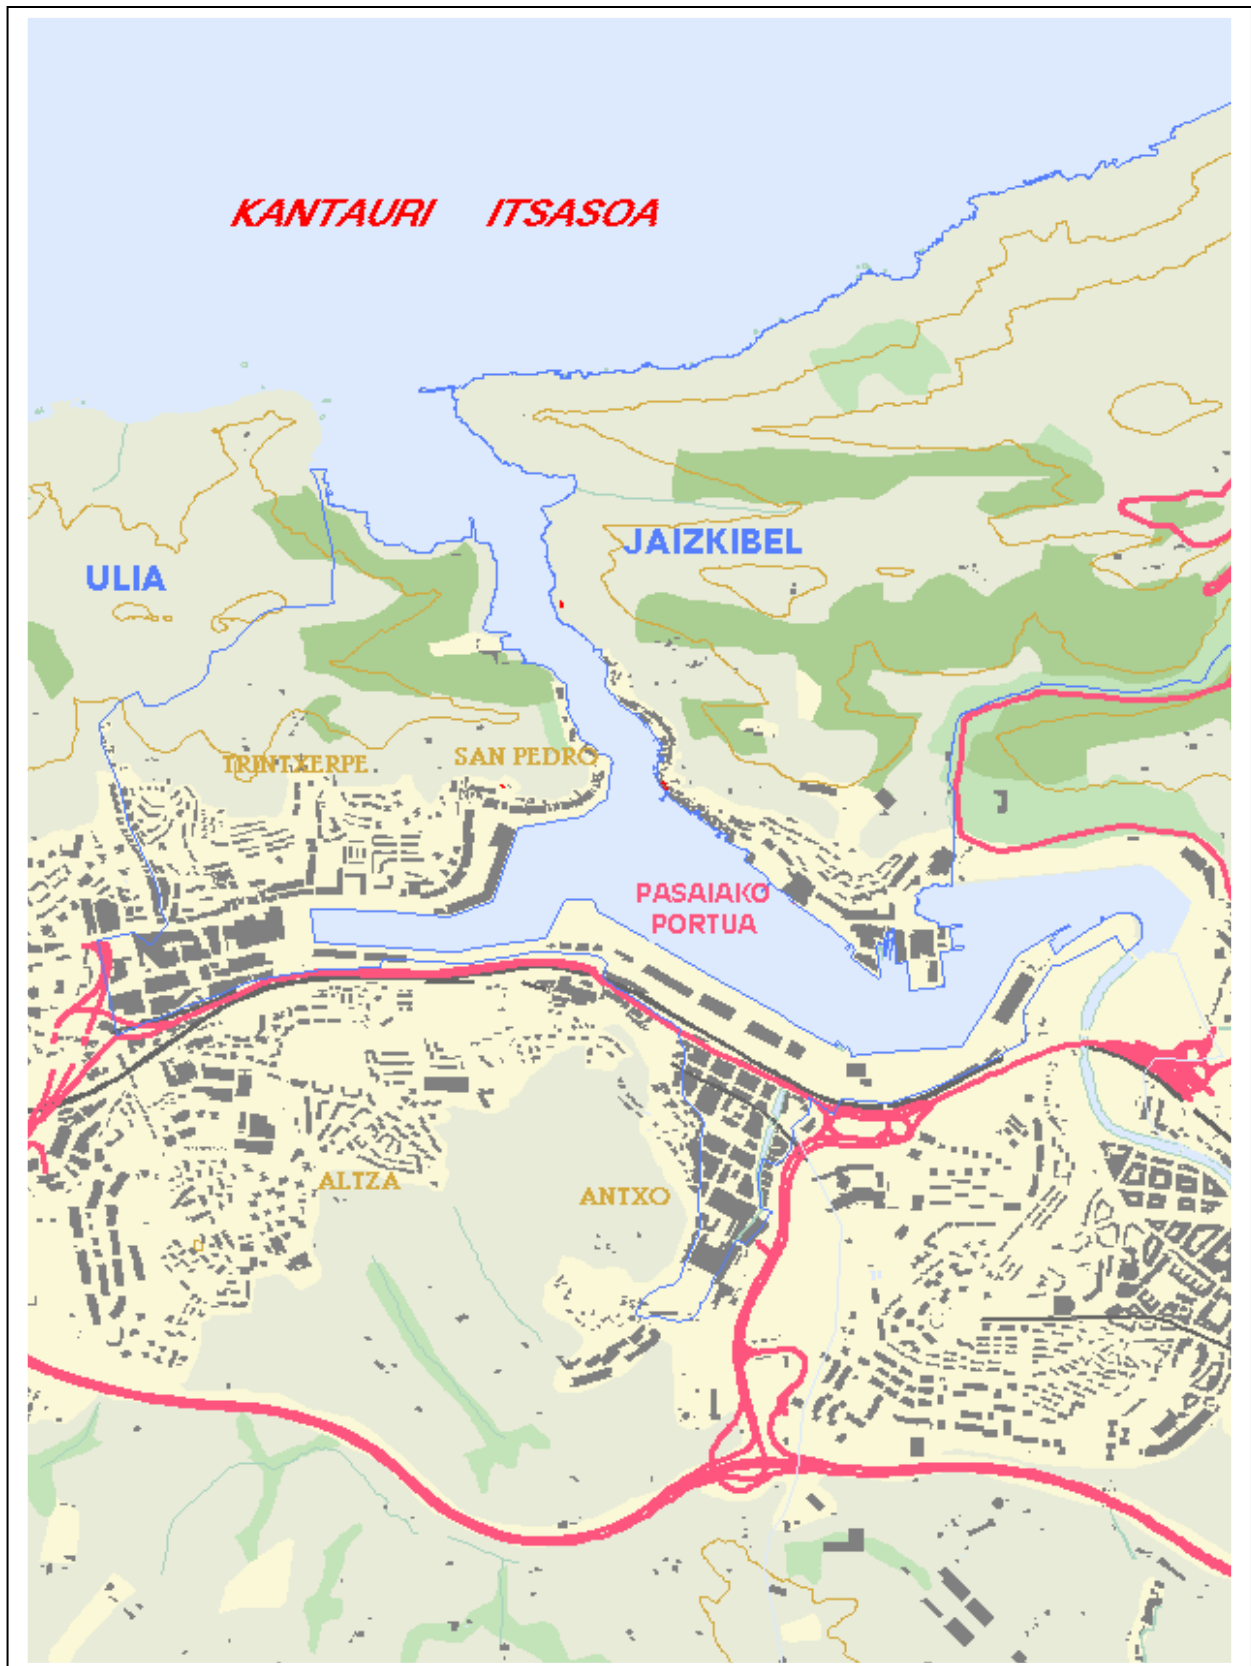 KANTAURI ITSASOA
JAIZKIBEL
ULIA
SAN PEDRO
TRINTXERPE
PASAIAKO
PORTUA
ALTZA
ANTXO